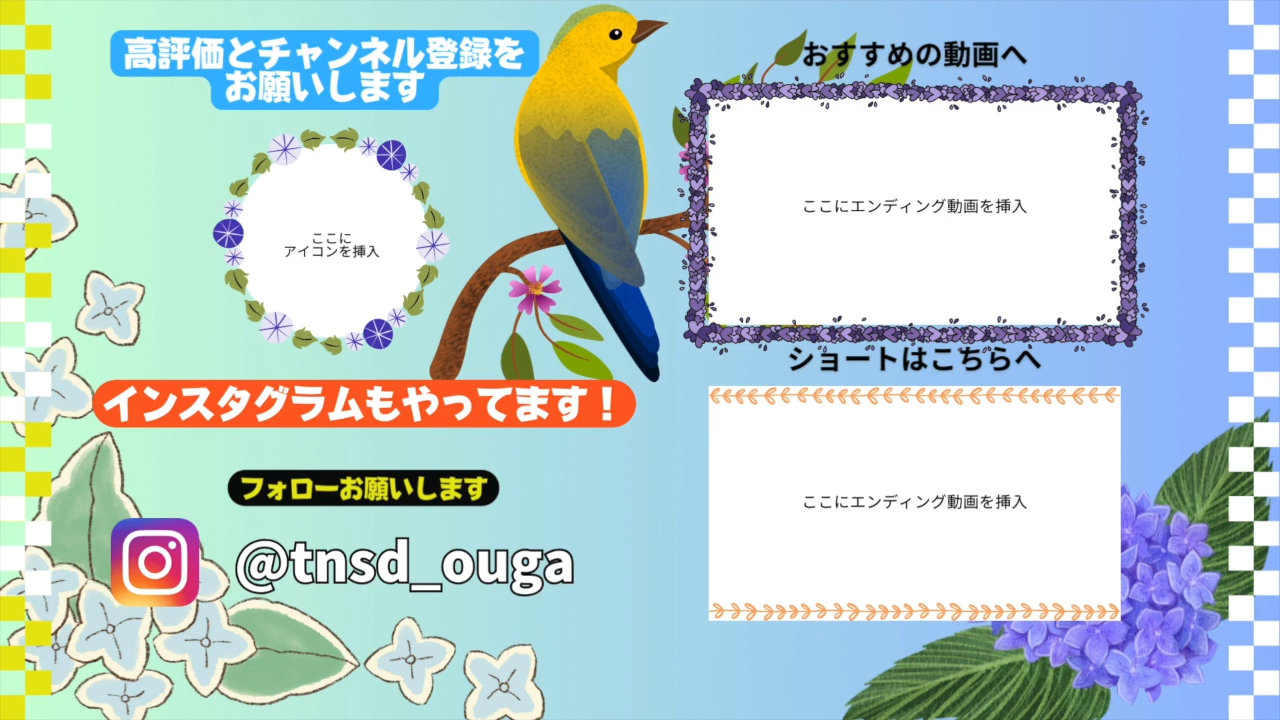 高評価とチャンネル登録を
お願いします
ここに
アイコンを挿入
インスタグラムもやってます！
フォローお願いします
@tnsd_ouga
おすすめの動画へ
ここにエンディング動画を挿入
ショートはこちらへ
ここにエンディング動画を挿入